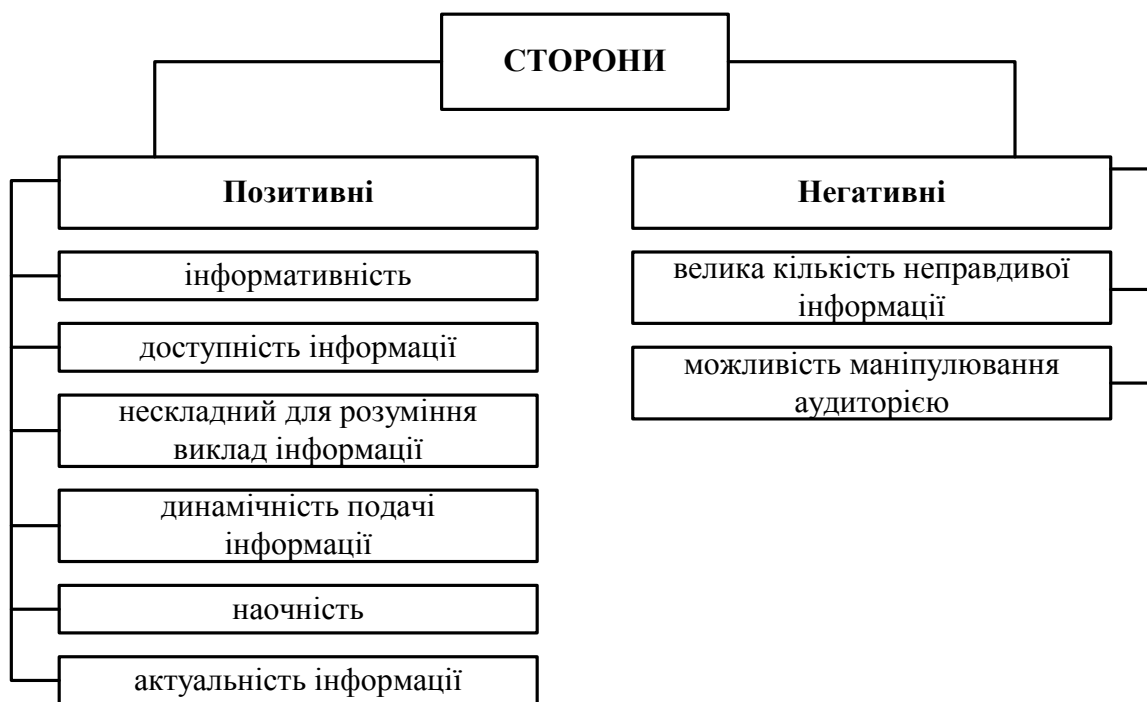 СТОРОНИ
Позитивні
інформативність
доступність інформації
нескладний для розуміння
виклад інформації
динамічність подачі
інформації
наочність
актуальність інформації
Негативні
велика кількість неправдивої
інформації
можливість маніпулювання
аудиторією